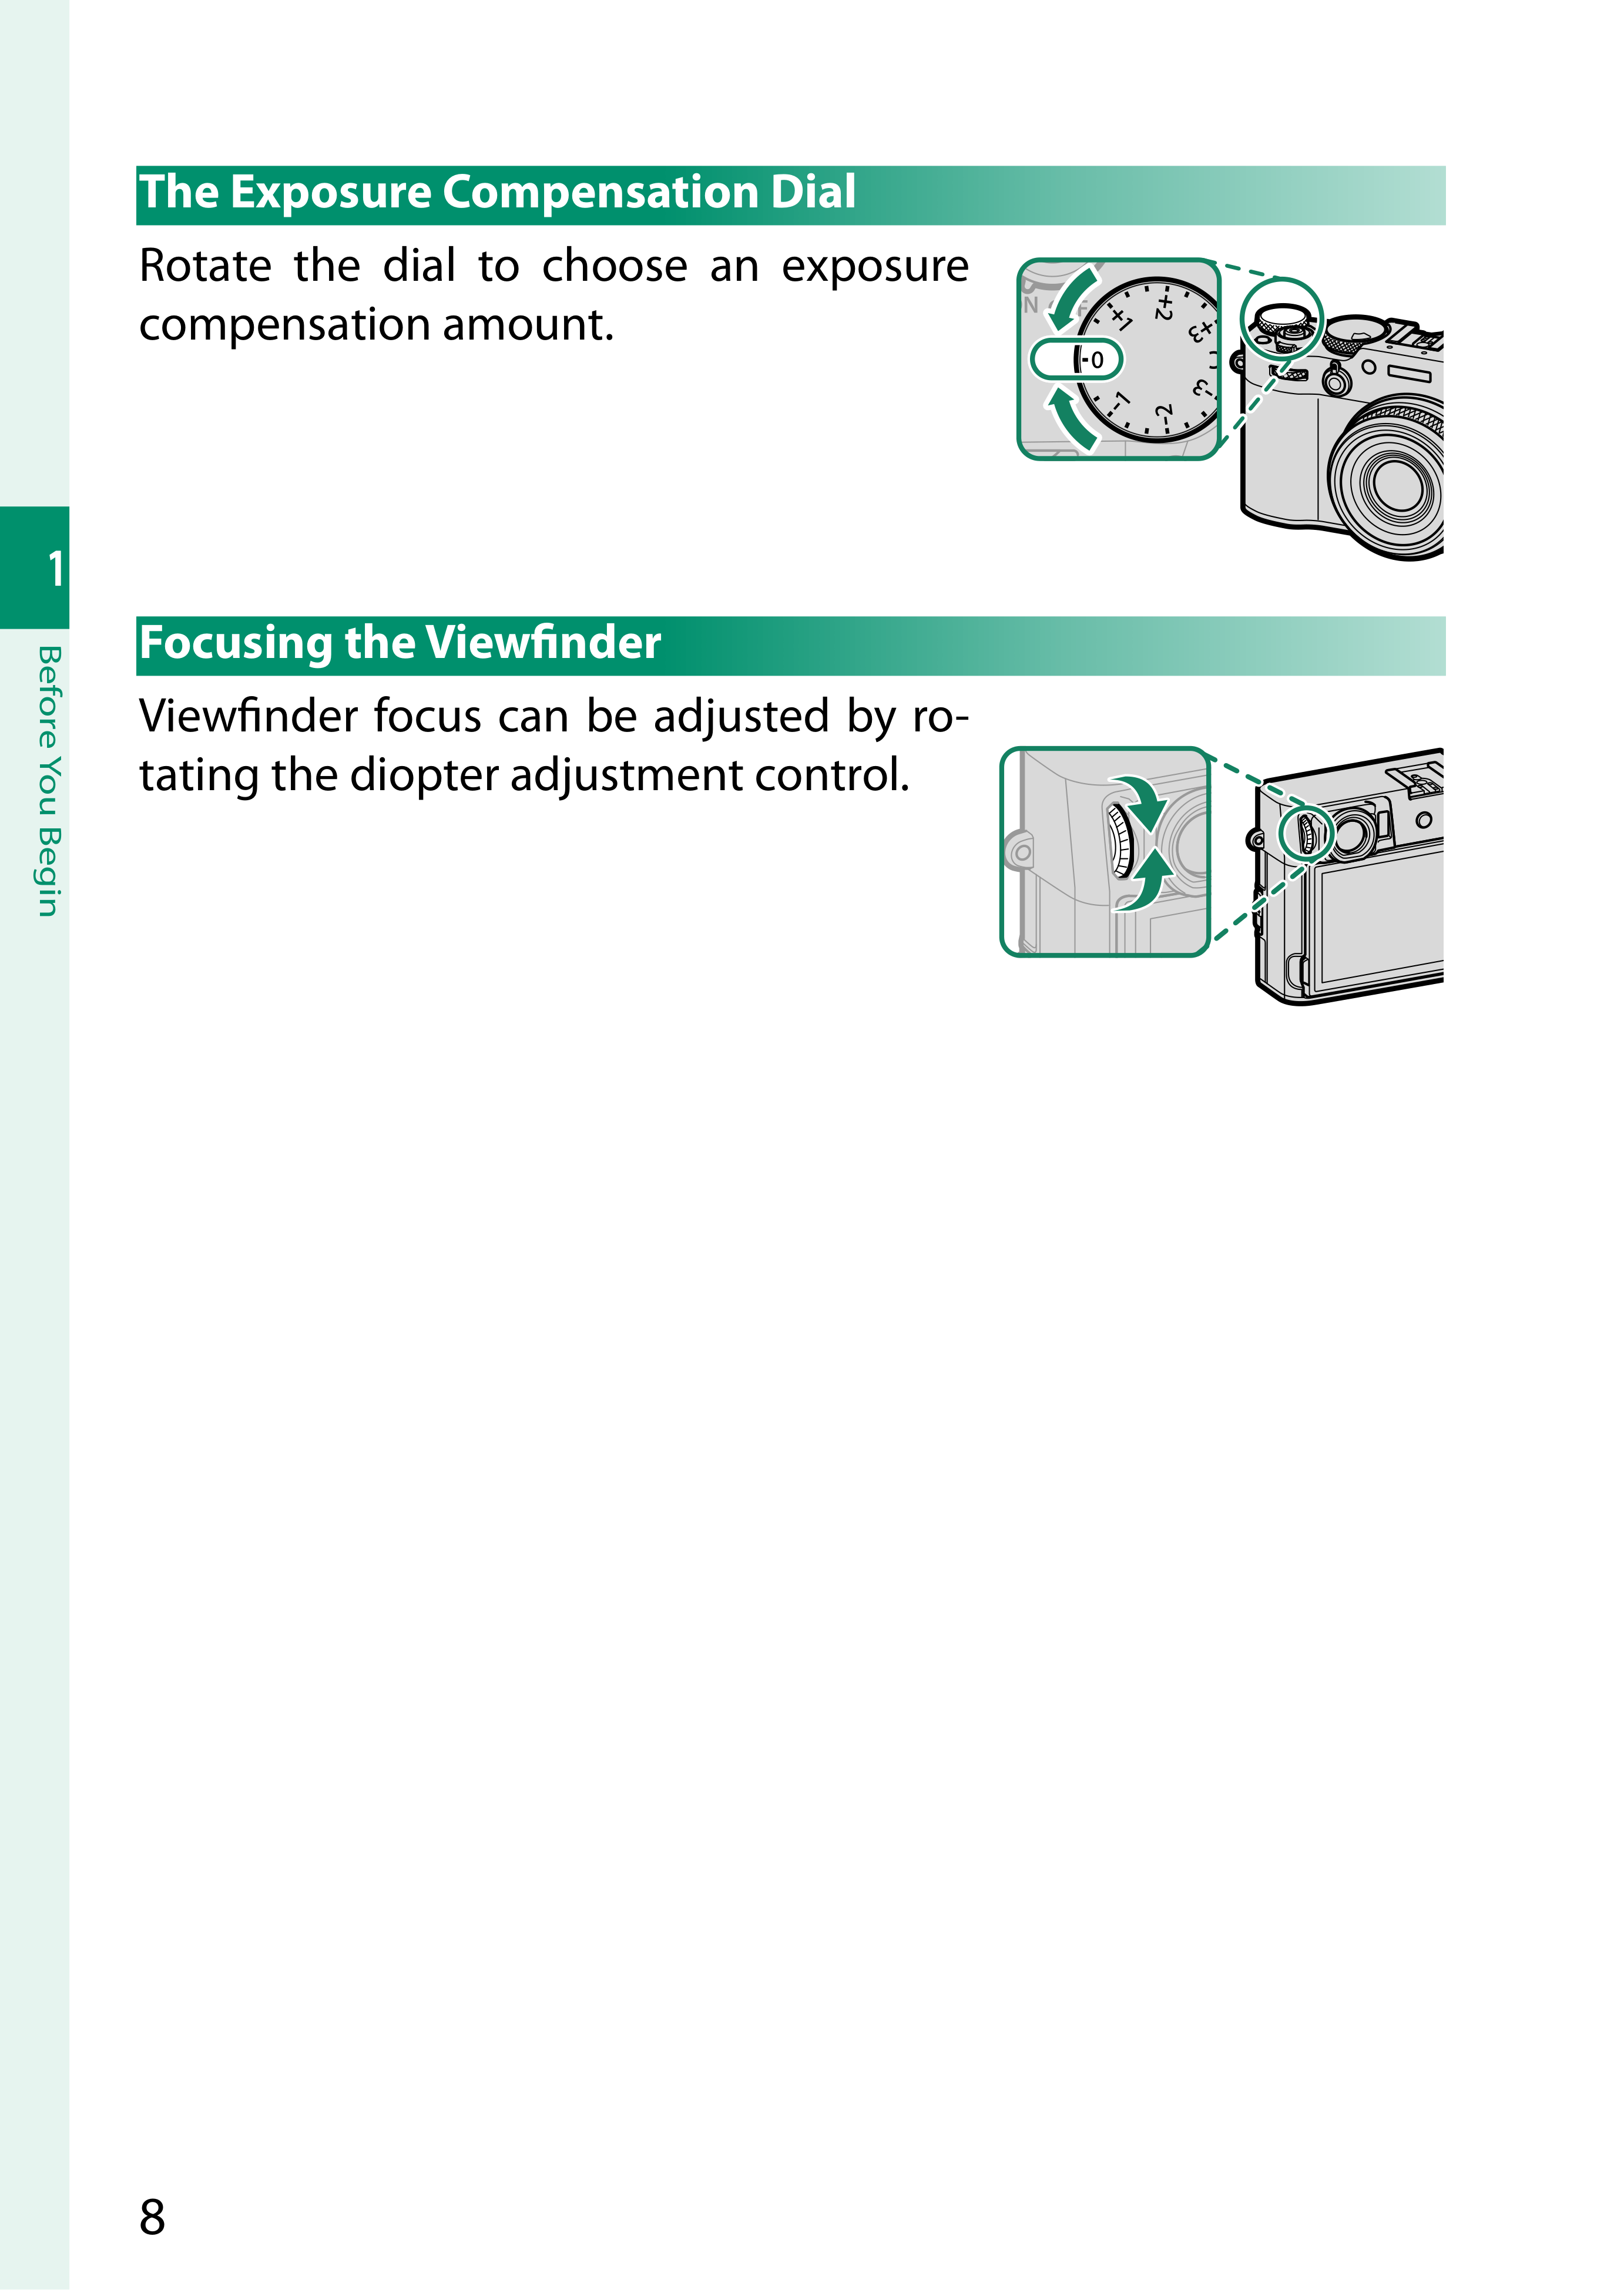 The Exposure Compensation Dial
Rotate the dial to choose an exposure
compensation amount.
+1
+2
+3
0
C
-1
-2
-3
1
Before You Begin
Focusing the Viewfinder
Viewfinder focus can be adjusted by ro-
tating the diopter adjustment control.
8